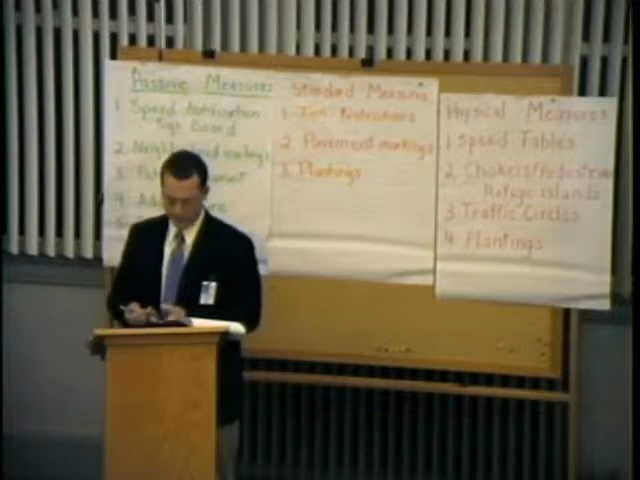 Passive Measures
1. Speed Notification
Sign Board
2.
3.
4.
Standard Measures
1. Turn Restrictions
2. Pavement markings
3. Plantings
Physical Measures
1 Speed Tables
2 Chokers/Pedestrian
Refuge islands
3 Traffic Circles
4 Plantings